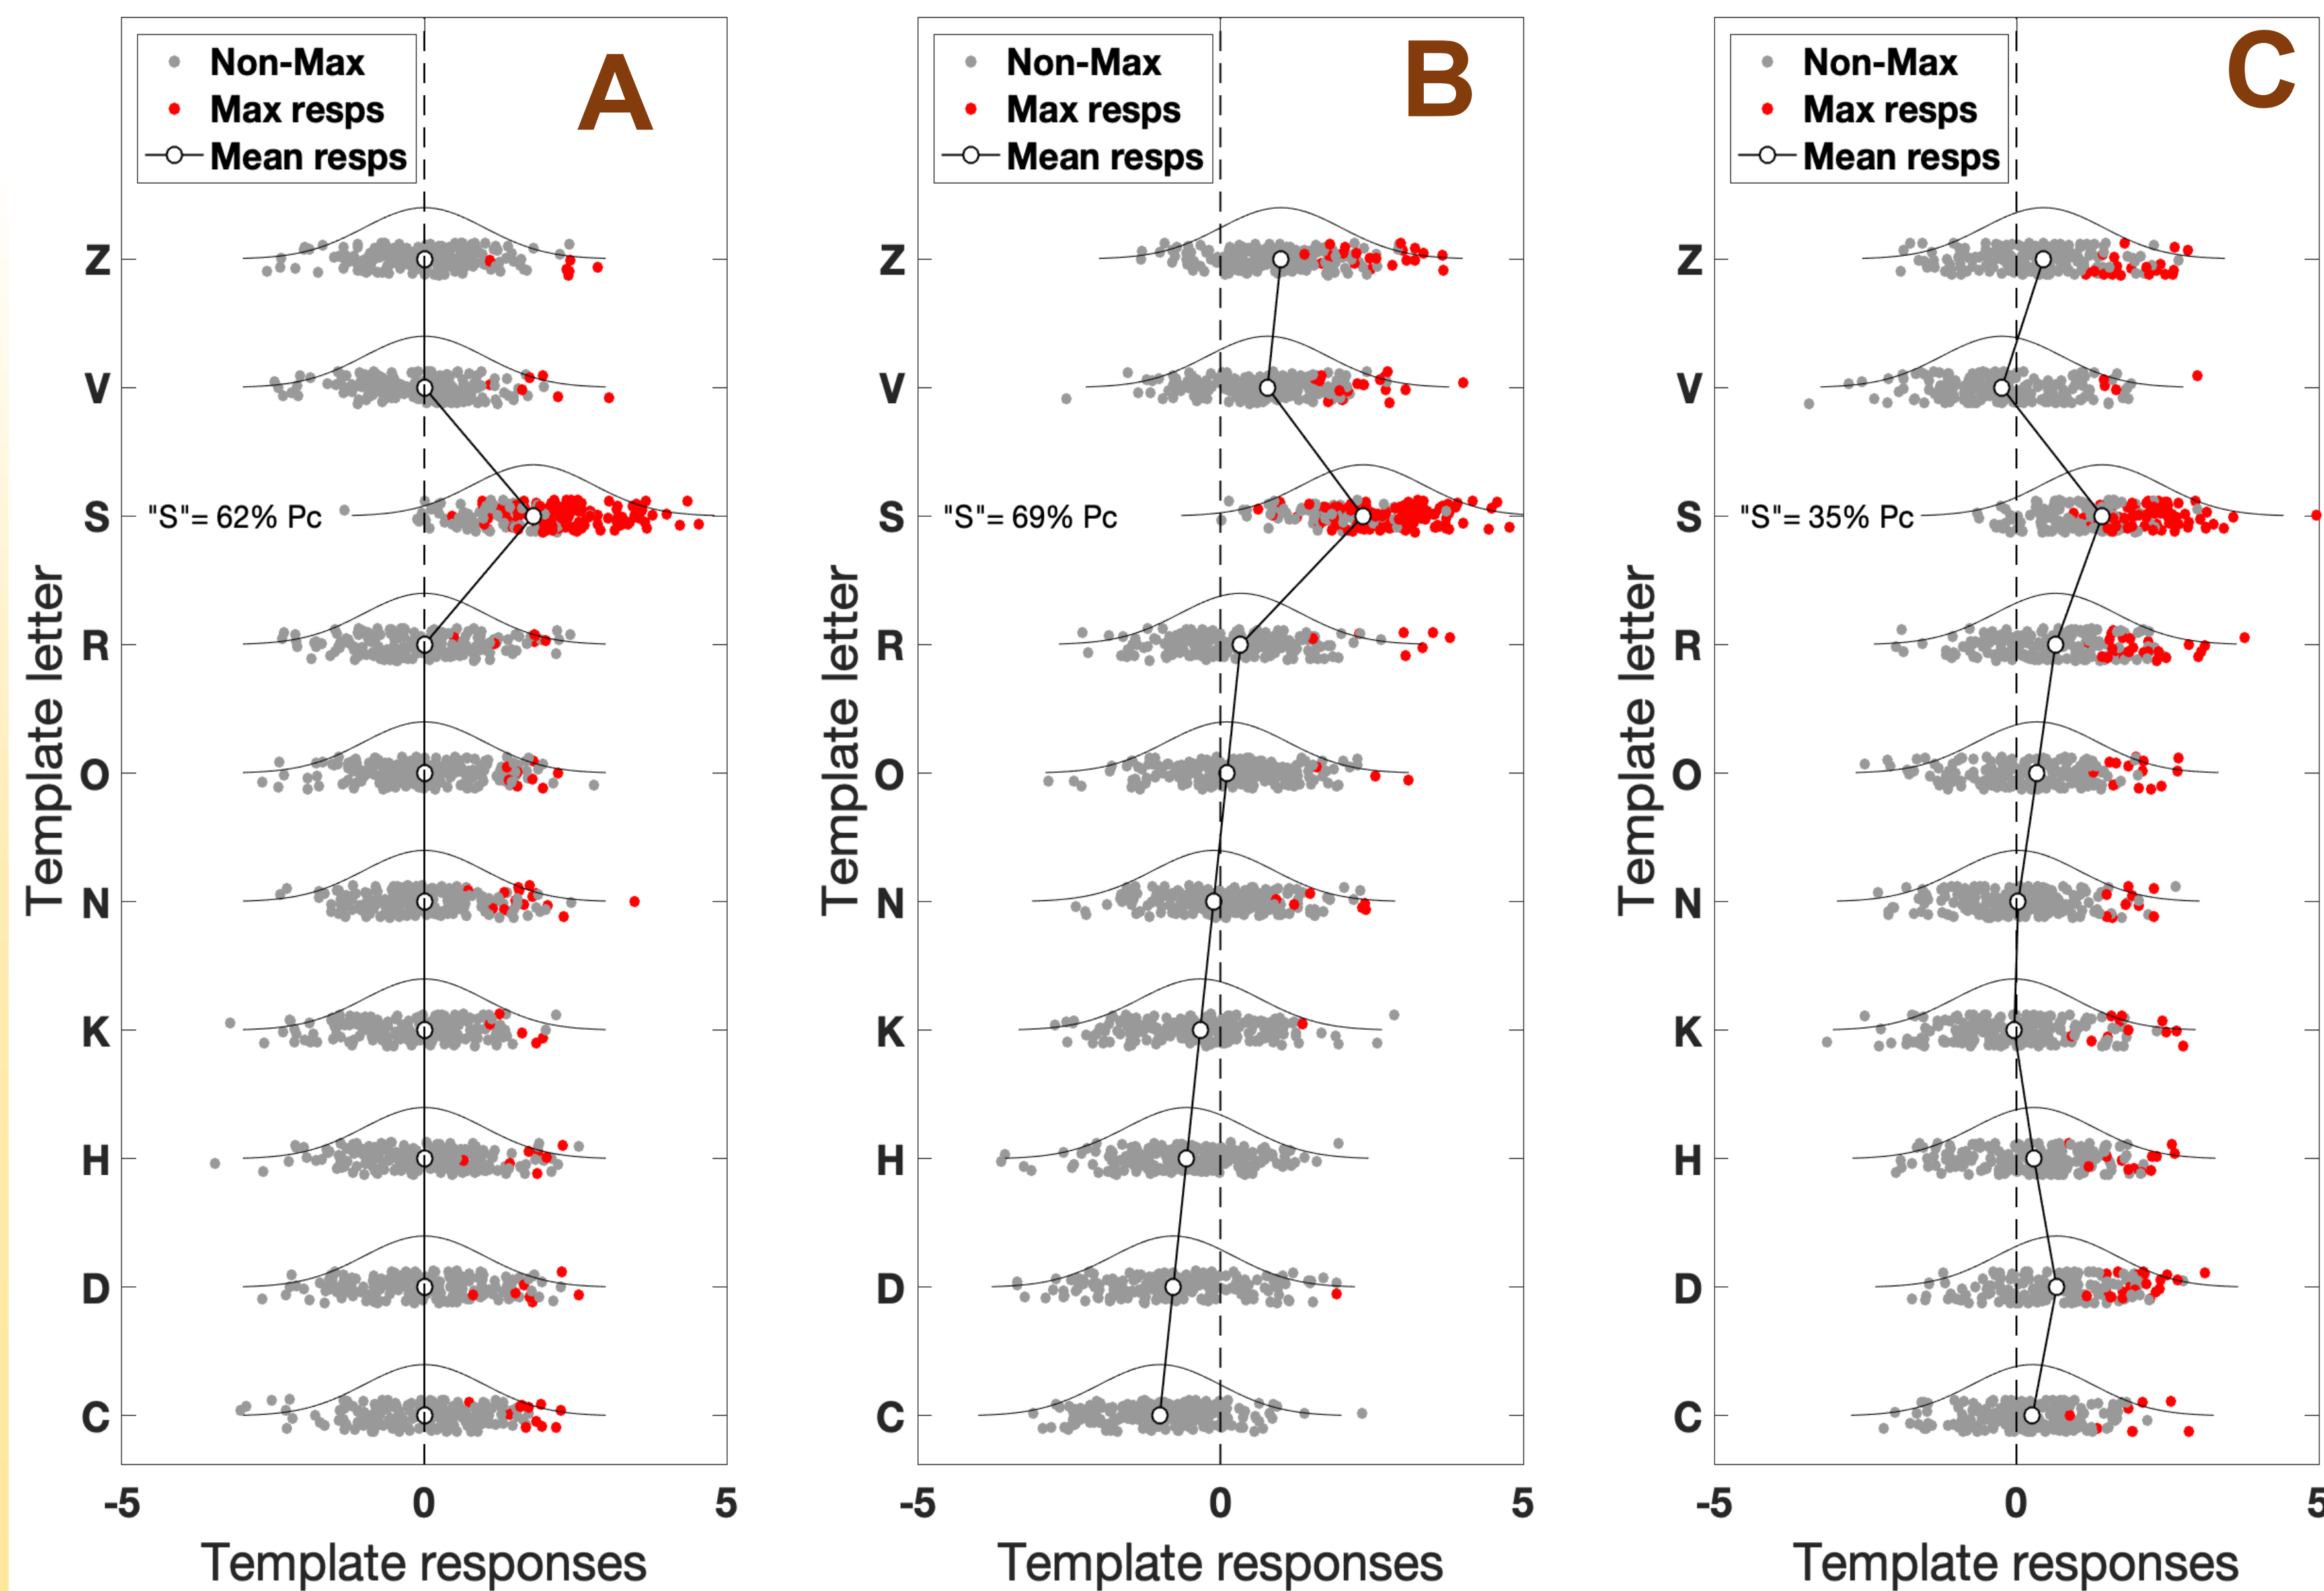 A
Non-Max
Max resps
Mean resps
Z
V
S
"S"= 62% Pc
R
O
N
K
H
D
C
Template letter
-5
0
5
Template responses
B
Non-Max
Max resps
Mean resps
Z
V
S
"S"= 69% Pc
R
O
N
K
H
D
C
Template letter
-5
0
5
Template responses
C
Non-Max
Max resps
Mean resps
Z
V
S
"S"= 35% Pc
R
O
N
K
H
D
C
Template letter
-5
0
5
Template responses